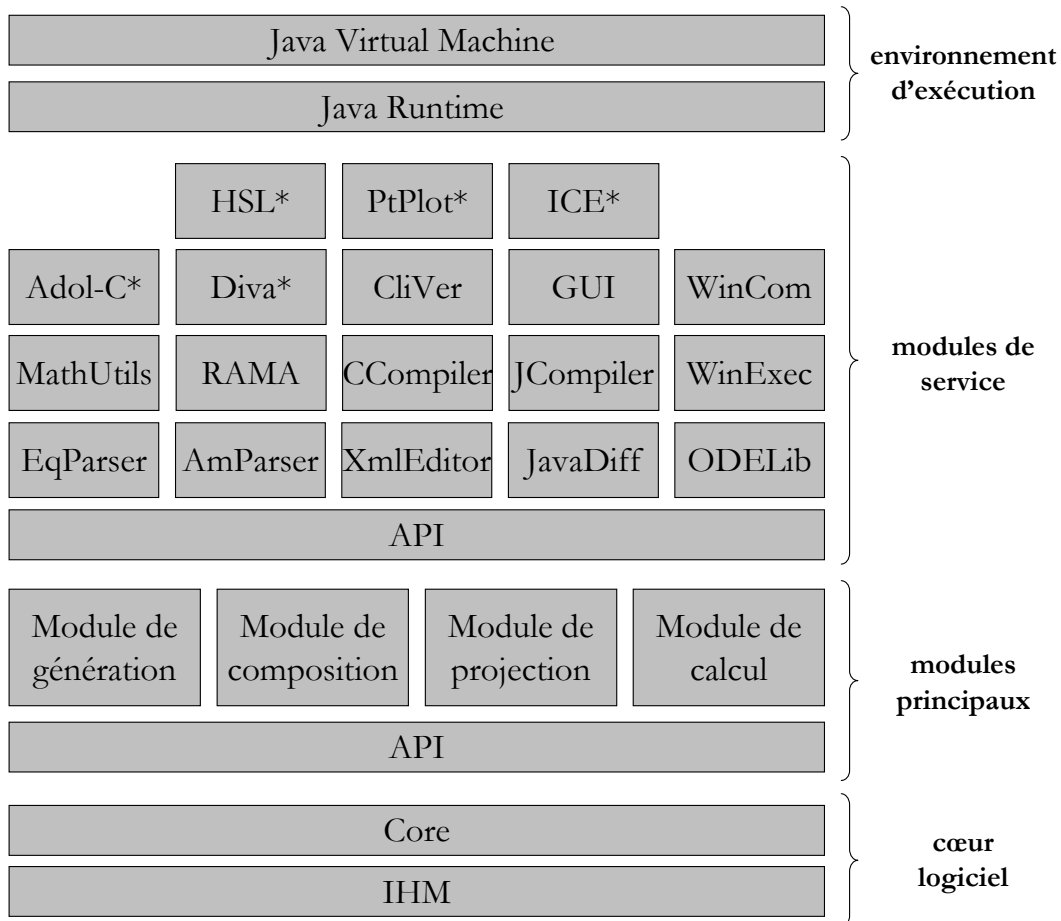 Java Virtual Machine
Java Runtime
environnement
d'exécution
HSL* PtPlot* ICE*
Adol-C* Diva* CliVer GUI WinCom
MathUtils RAMA CCompiler JCompiler WinExec
EqParser AmParser XmlEditor JavaDiff ODELib
API
modules de
service
Module de
génération
Module de
composition
Module de
projection
Module de
calcul
API
modules
principaux
Core
IHM
cœur
logiciel